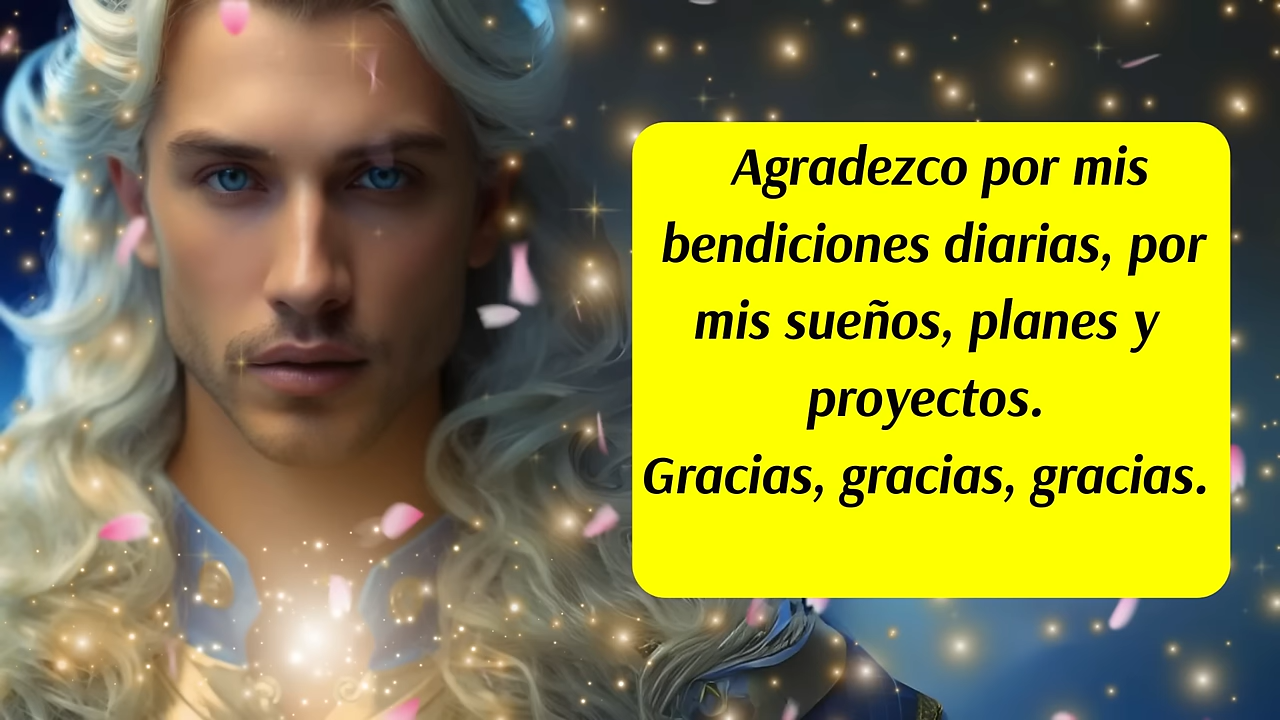 Agradezco por mis
bendiciones diarias, por
mis sueños, planes y
proyectos.
Gracias, gracias, gracias.